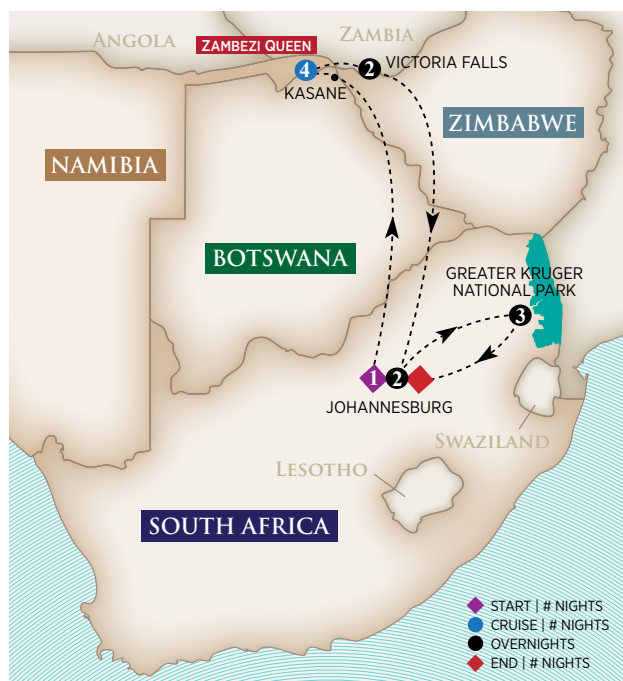 ANGOLA
ZAMBIA
ZAMBEZI QUEEN
4
2
VICTORIA FALLS
KASANE
ZIMBABWE
NAMIBIA
BOTSWANA
GREATER KRUGER
NATIONAL PARK
3
1
2
JOHANNESBURG
SWAZILAND
LESOTHO
SOUTH AFRICA
START | # NIGHTS
CRUISE | # NIGHTS
OVERNIGHTS
END | # NIGHTS